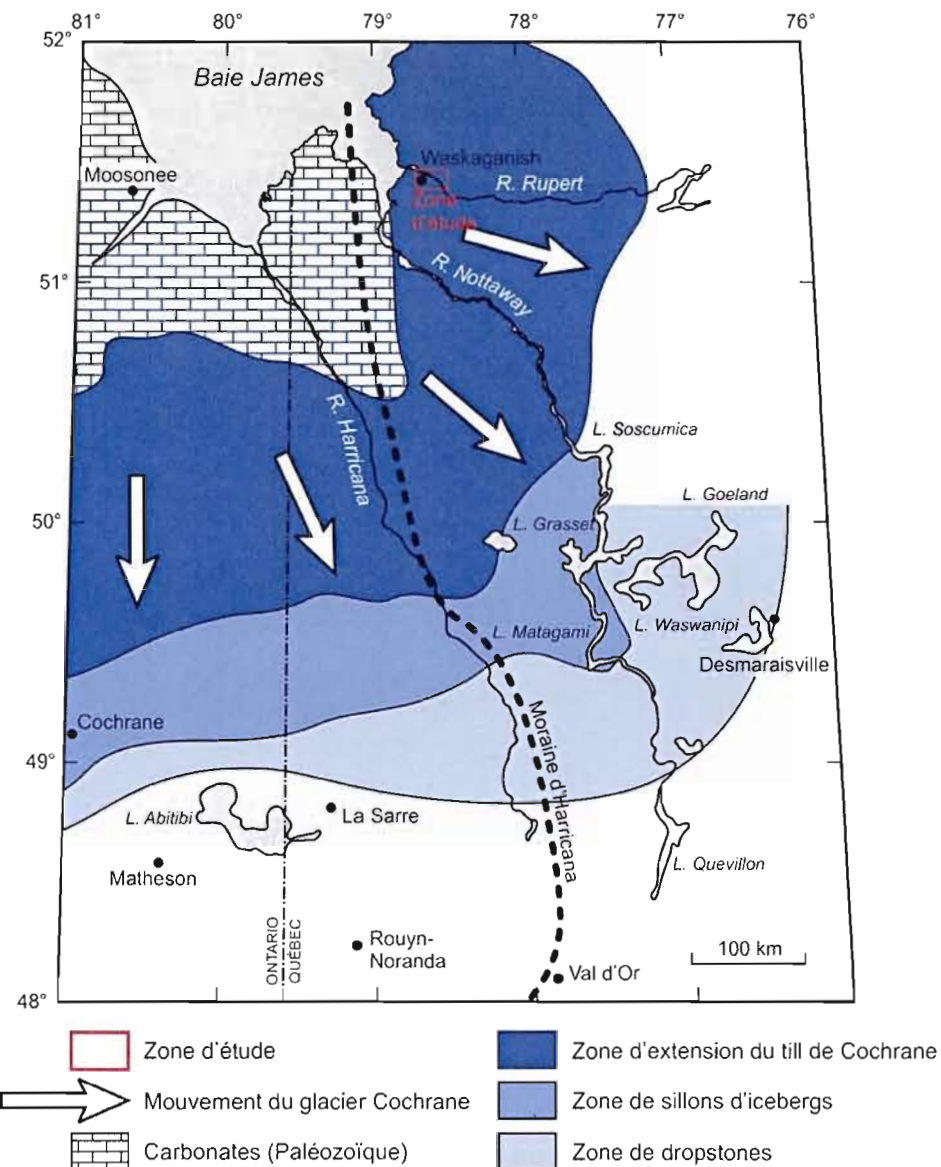 81°
80°
79°
78°
77°
76°
52°
Baie James
Waskaganish
Moosonee
R. Rupert
Zone
d'étude
R. Nottaway
51°
R. Harricana
L. Soscumica
L. Goeland
50°
L. Grasset
L. Matagami
L. Waswanipi
Desmaraisville
Cochrane
Moraine d'Harricana
49°
L. Abitibi
La Sarre
Matheson
L. Quevillon
ONTARIO
QUEBEC
Rouyn-
Noranda
100 km
Val d'Or
48°
Zone d'étude
Zone d'extension du till de Cochrane
Mouvement du glacier Cochrane
Zone de sillons d'icebergs
Carbonates (Paléozoïque)
Zone de dropstones